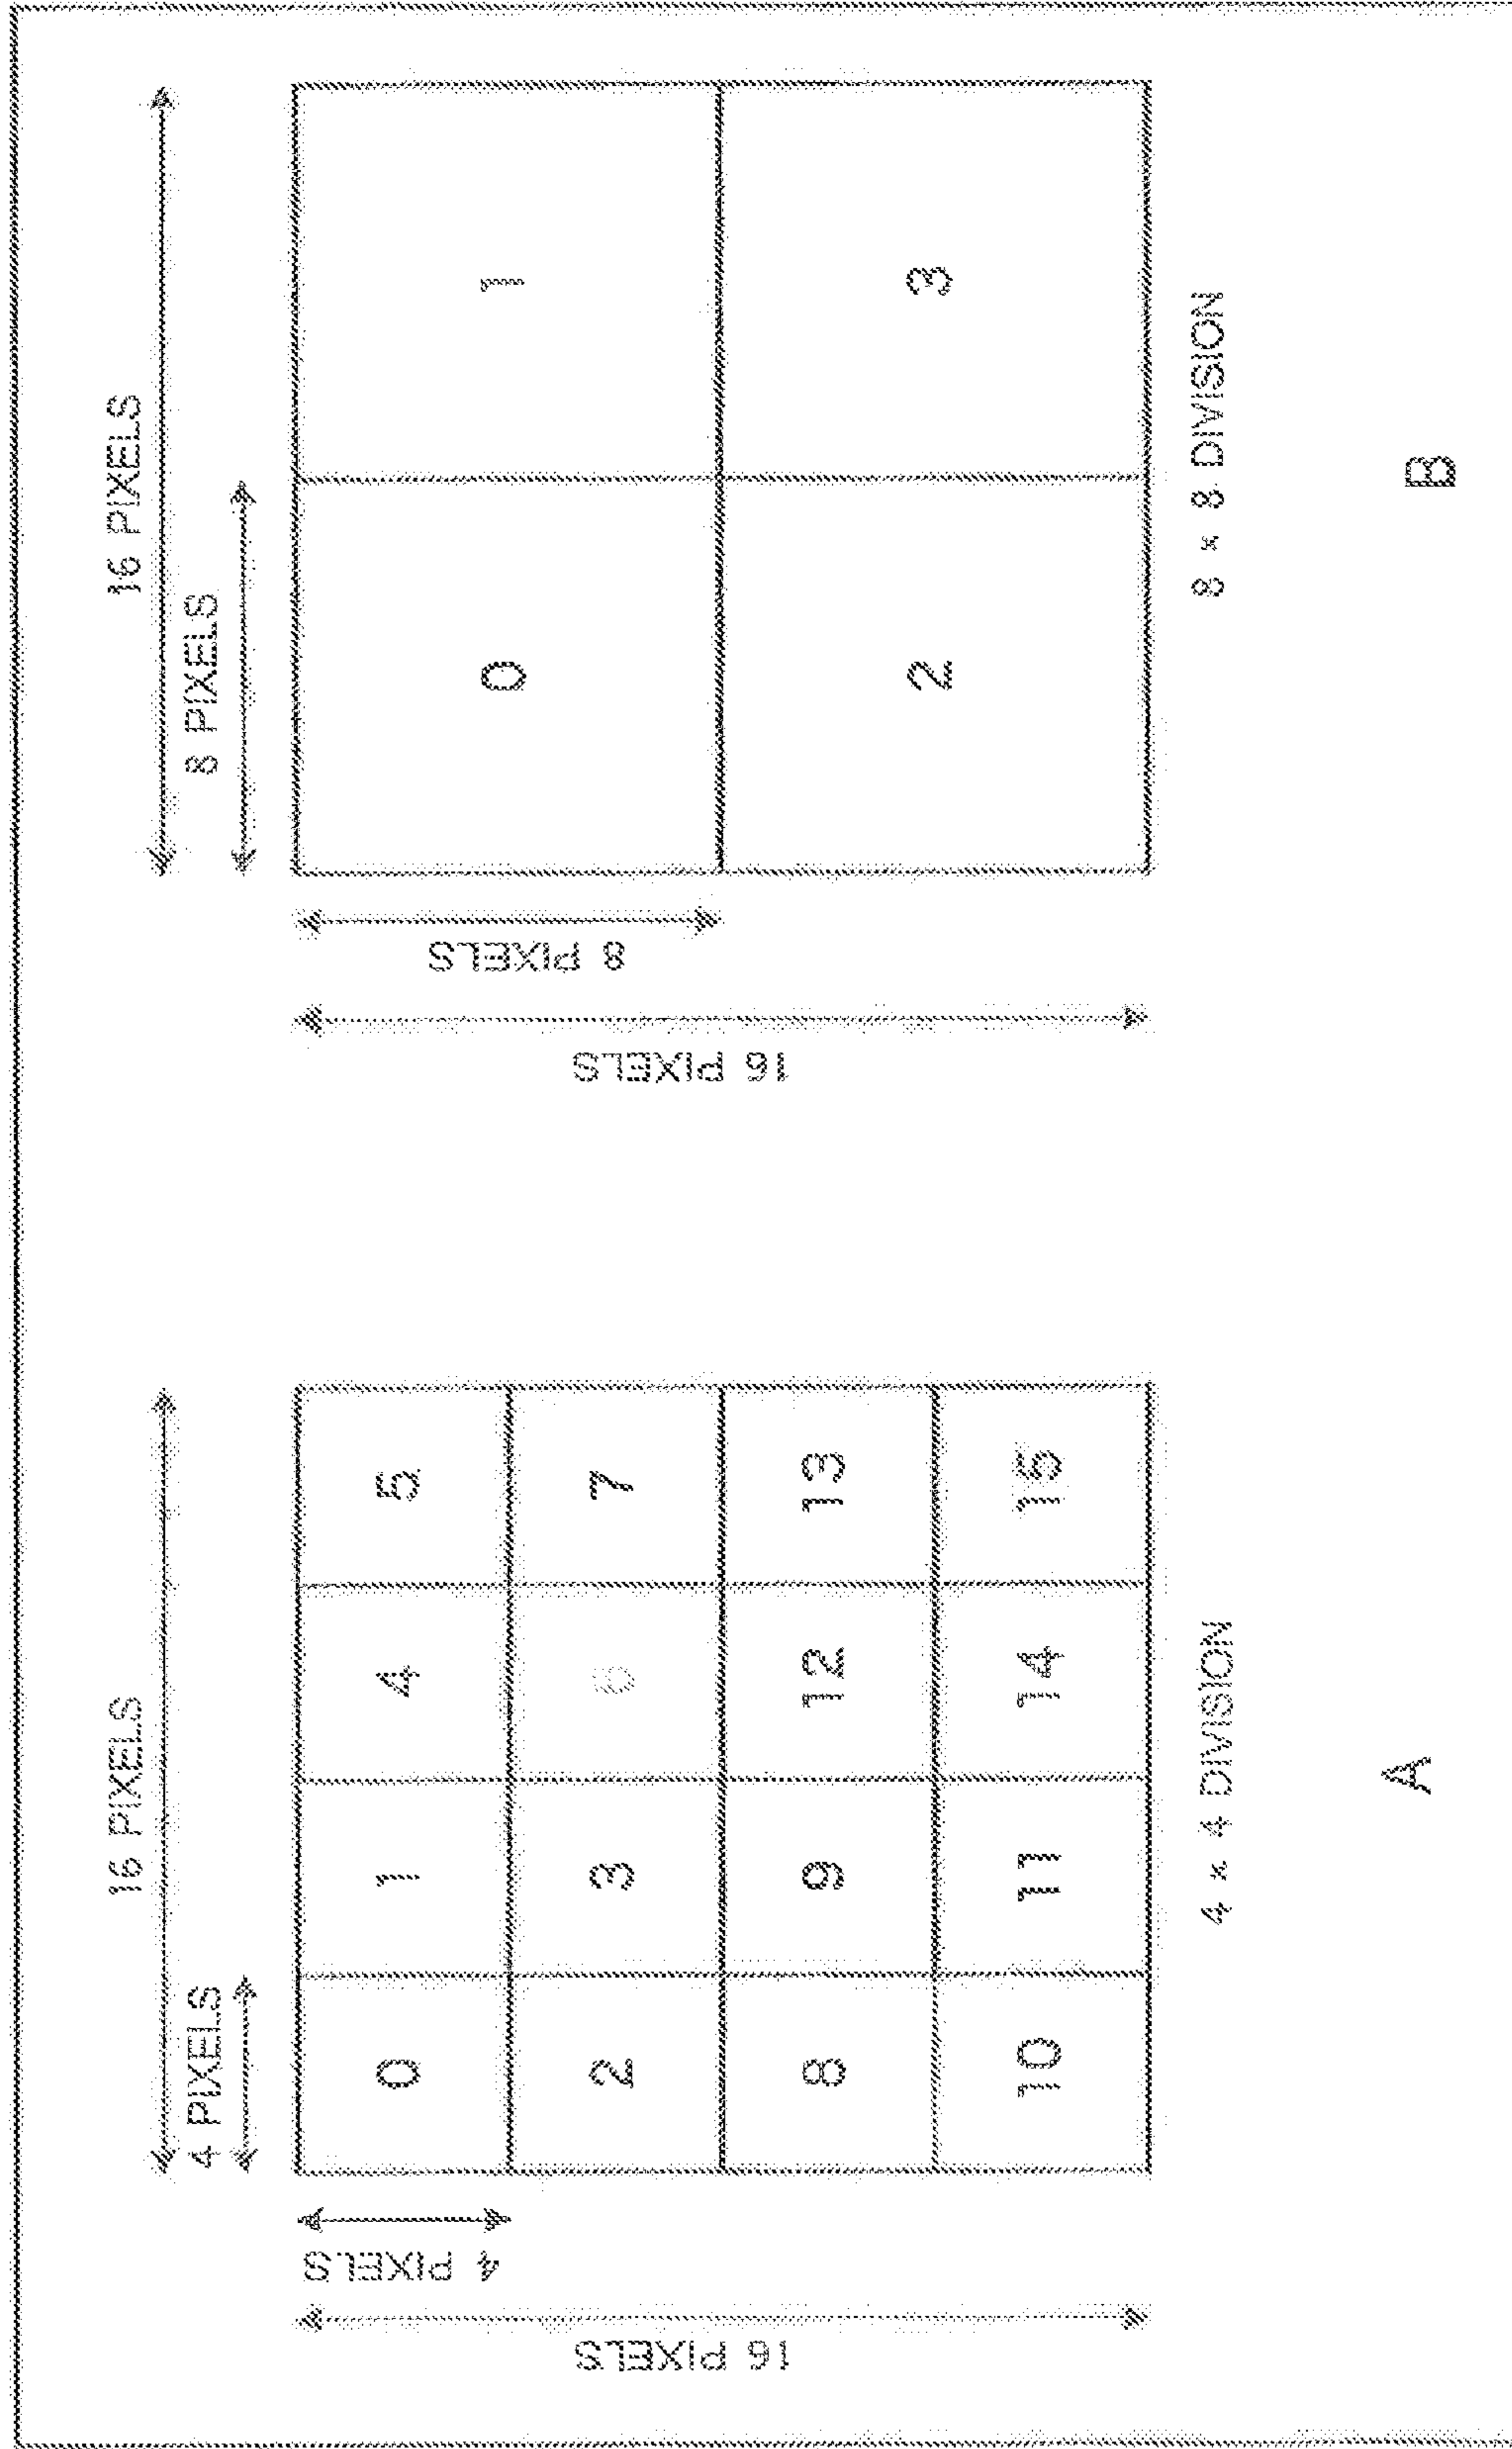 16 PIXELS
4 PIXELS
4 PIXELS
16 PIXELS
0 1 4 5
2 3 6 7
8 9 12 13
10 11 14 15
4 × 4 DIVISION
A
16 PIXELS
8 PIXELS
8 PIXELS
16 PIXELS
0 1
2 3
8 × 8 DIVISION
B